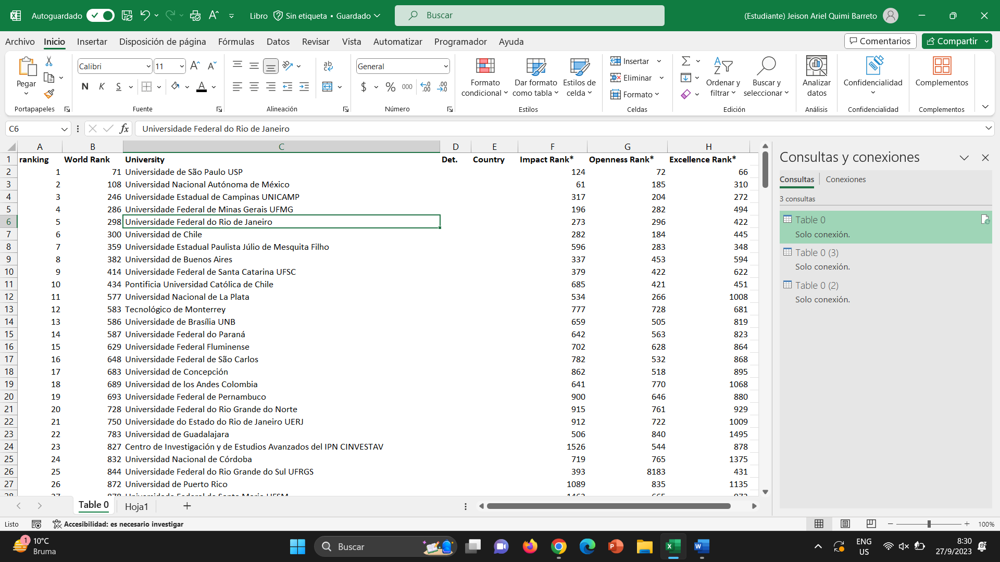 Autoguardado Libro Sin etiqueta • Guardado Buscar (Estudiante) Jeison Ariel Quimi Barreto
Archivo Inicio Insertar Disposición de página Fórmulas Datos Revisar Vista Automatizar Programador Ayuda Comentarios Compartir
Pegar Calibri 11 General Formato condicional Dar formato como tabla Estilos de celda Insertar Eliminar Formato Ordenar y filtrar Buscar y seleccionar Analizar datos Confidencialidad Complementos
N K S A $ % 000
Portapapeles Fuente Alineación Número Estilos Celdas Edición Análisis Confidencialidad Complementos
C6 fx Universidade Federal do Rio de Janeiro
A B C D E F G H
1 ranking World Rank University Det. Country Impact Rank* Openness Rank* Excellence Rank*
2 1 71 Universidade de São Paulo USP 124 72 66
3 2 108 Universidad Nacional Autónoma de México 61 185 310
4 3 246 Universidade Estadual de Campinas UNICAMP 317 204 272
5 4 286 Universidade Federal de Minas Gerais UFMG 196 282 494
6 5 298 Universidade Federal do Rio de Janeiro 273 296 422
7 6 300 Universidad de Chile 282 184 445
8 7 359 Universidade Estadual Paulista Júlio de Mesquita Filho 596 283 348
9 8 382 Universidad de Buenos Aires 337 453 594
10 9 414 Universidade Federal de Santa Catarina UFSC 379 422 622
11 10 434 Pontificia Universidad Católica de Chile 685 421 451
12 11 577 Universidad Nacional de La Plata 534 266 1008
13 12 583 Tecnológico de Monterrey 777 728 681
14 13 586 Universidade de Brasília UNB 659 505 819
15 14 587 Universidade Federal do Paraná 642 563 823
16 15 629 Universidade Federal Fluminense 702 628 864
17 16 648 Universidade Federal de São Carlos 782 532 868
18 17 683 Universidad de Concepción 862 518 895
19 18 689 Universidad de los Andes Colombia 641 770 1068
20 19 693 Universidade Federal de Pernambuco 900 646 880
21 20 728 Universidade Federal do Rio Grande do Norte 915 761 929
22 21 750 Universidade do Estado do Rio de Janeiro UERJ 912 722 1009
23 22 783 Universidad de Guadalajara 506 840 1495
24 23 827 Centro de Investigación y de Estudios Avanzados del IPN CINVESTAV 1526 544 878
25 24 832 Universidad Nacional de Córdoba 719 765 1375
26 25 844 Universidade Federal do Rio Grande do Sul UFRGS 393 8183 431
27 26 872 Universidad de Puerto Rico 1089 835 1135
Consultas y conexiones
Consultas Conexiones
3 consultas
Table 0
Solo conexión.
Table 0 (3)
Solo conexión.
Table 0 (2)
Solo conexión.
Table 0 Hoja1
Listo Accesibilidad: es necesario investigar 100%
1 10°C
Bruma
Buscar
ENG
US
8:30
27/9/2023